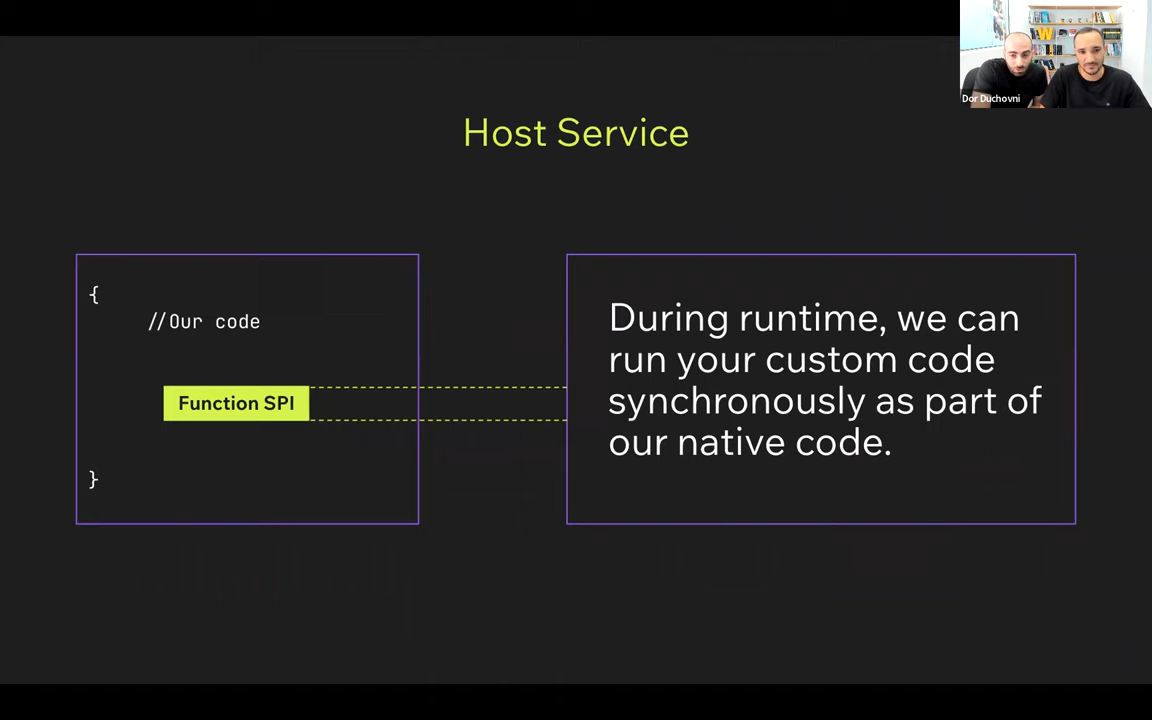 Dor Duchovni
Host Service
{
//Our code
Function SPI
}
During runtime, we can
run your custom code
synchronously as part of
our native code.